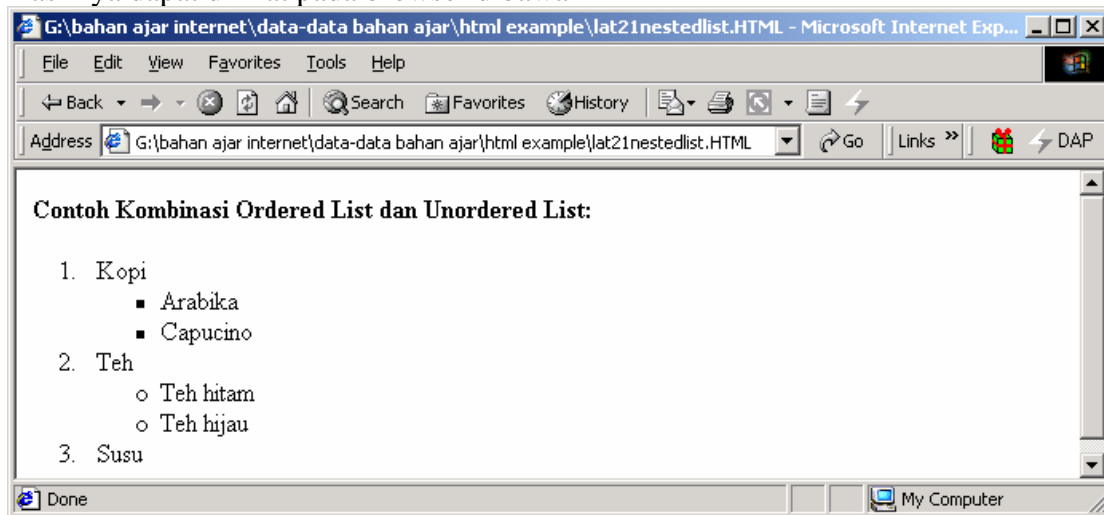 G:\bahan ajar internet\data-data bahan ajar\html example\lat21nestedlist.HTML - Microsoft Internet Exp...
File Edit View Favorites Tools Help
Back Search Favorites History
Address G:\bahan ajar internet\data-data bahan ajar\html example\lat21nestedlist.HTML Go Links » DAP
Contoh Kombinasi Ordered List dan Unordered List:
1. Kopi
▪ Arabika
▪ Capucino
2. Teh
o Teh hitam
o Teh hijau
3. Susu
Done My Computer